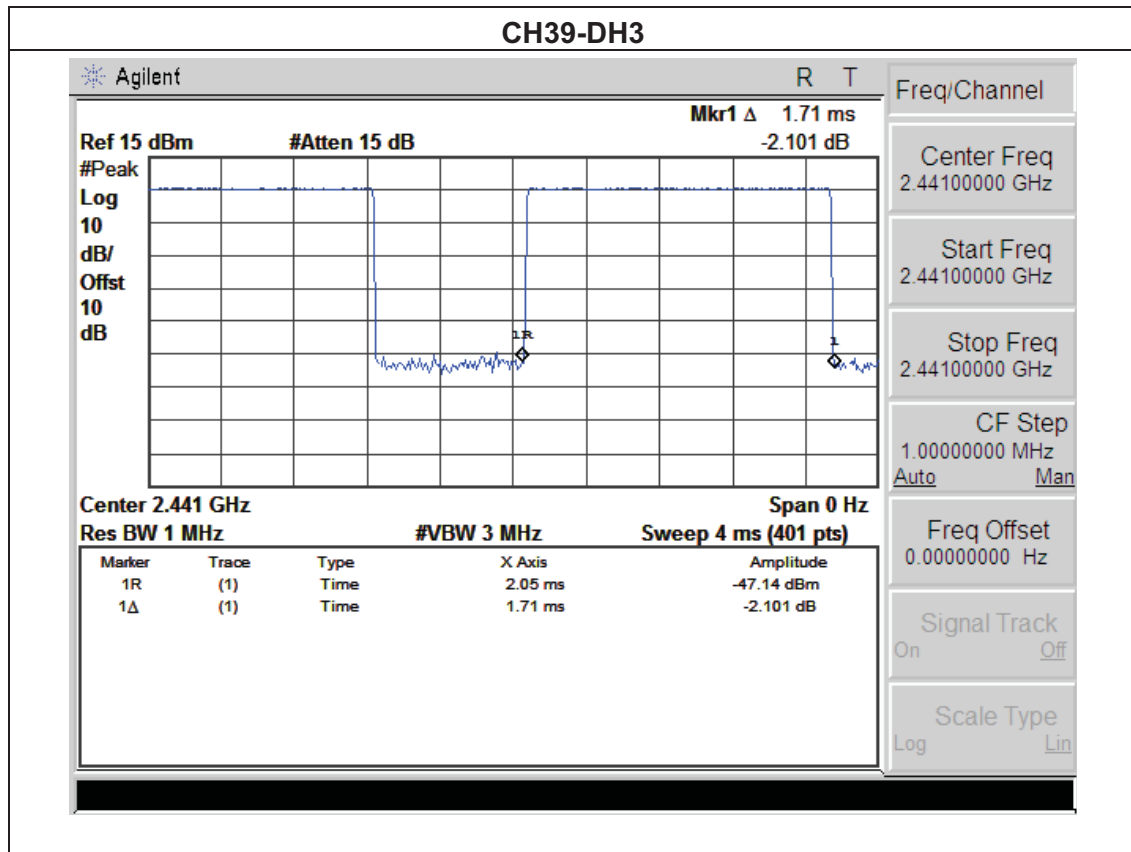 CH39-DH3
Agilent R T
Mkr1 Δ 1.71 ms
Ref 15 dBm #Atten 15 dB -2.101 dB
#Peak
Log
10
dB/
Offst
10
dB
1R
1
Center 2.441 GHz Span 0 Hz
Res BW 1 MHz #VBW 3 MHz Sweep 4 ms (401 pts)
Marker Trace Type X Axis Amplitude
1R (1) Time 2.05 ms -47.14 dBm
1Δ (1) Time 1.71 ms -2.101 dB
Freq/Channel
Center Freq
2.44100000 GHz
Start Freq
2.44100000 GHz
Stop Freq
2.44100000 GHz
CF Step
1.00000000 MHz
Auto Man
Freq Offset
0.00000000 Hz
Signal Track
On Off
Scale Type
Log Lin